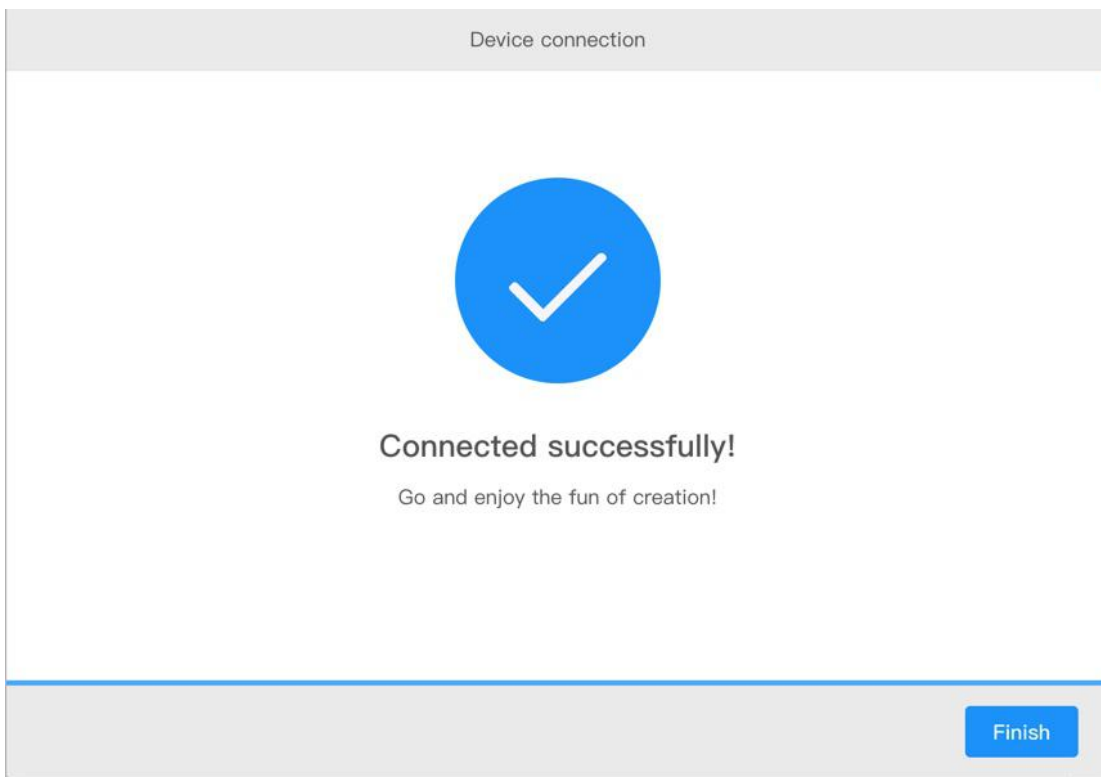 Device connection
Connected successfully!
Go and enjoy the fun of creation!
Finish